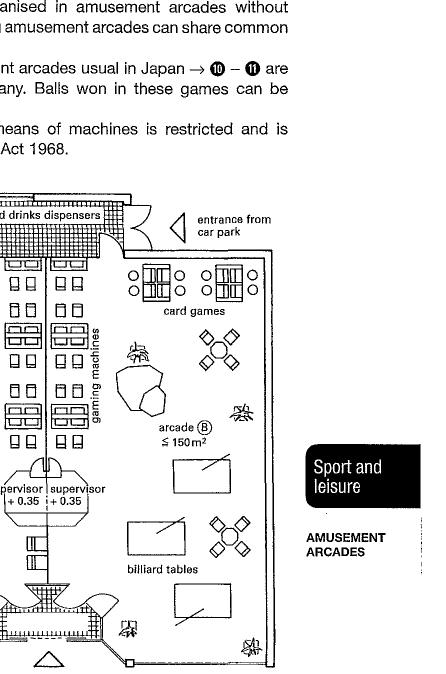 anised in amusement arcades without
amusement arcades can share common
nt arcades usual in Japan → ⓾ – ⓫ are
any. Balls won in these games can be
means of machines is restricted and is
Act 1968.
d drinks dispensers
entrance from
car park
card games
gaming machines
arcade Ⓑ
≤ 150 m²
pervisor supervisor
+ 0.35 + 0.35
billiard tables
Sport and
leisure
AMUSEMENT
ARCADES